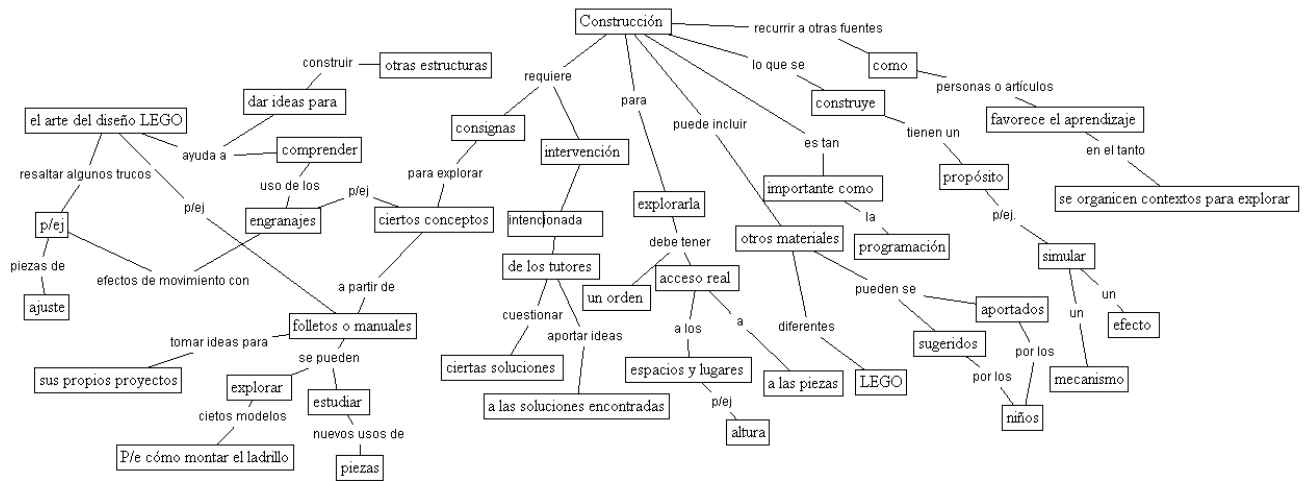 Construcción
recurrir a otras fuentes
como
personas o artículos
favorece el aprendizaje
en el tanto
se organicen contextos para explorar
lo que se
construye
tienen un
propósito
p/ej.
simular
un
efecto
un
mecanismo
es tan
importante como
la
programación
puede incluir
otros materiales
pueden se
aportados
por los
sugeridos
por los
niños
diferentes
LEGO
para
explorarla
debe tener
un orden
acceso real
a los
espacios y lugares
p/ej
altura
a
a las piezas
requiere
intervención
intencionada
de los tutores
cuestionar
ciertas soluciones
aportar ideas
a las soluciones encontradas
consignas
para explorar
ciertos conceptos
p/ej
engranajes
a partir de
folletos o manuales
tomar ideas para
sus propios proyectos
se pueden
explorar
cietos modelos
P/e cómo montar el ladrillo
estudiar
nuevos usos de
piezas
el arte del diseño LEGO
ayuda a
dar ideas para
construir
otras estructuras
comprender
uso de los
resaltar algunos trucos
p/ej
piezas de
ajuste
efectos de movimiento con
p/ej